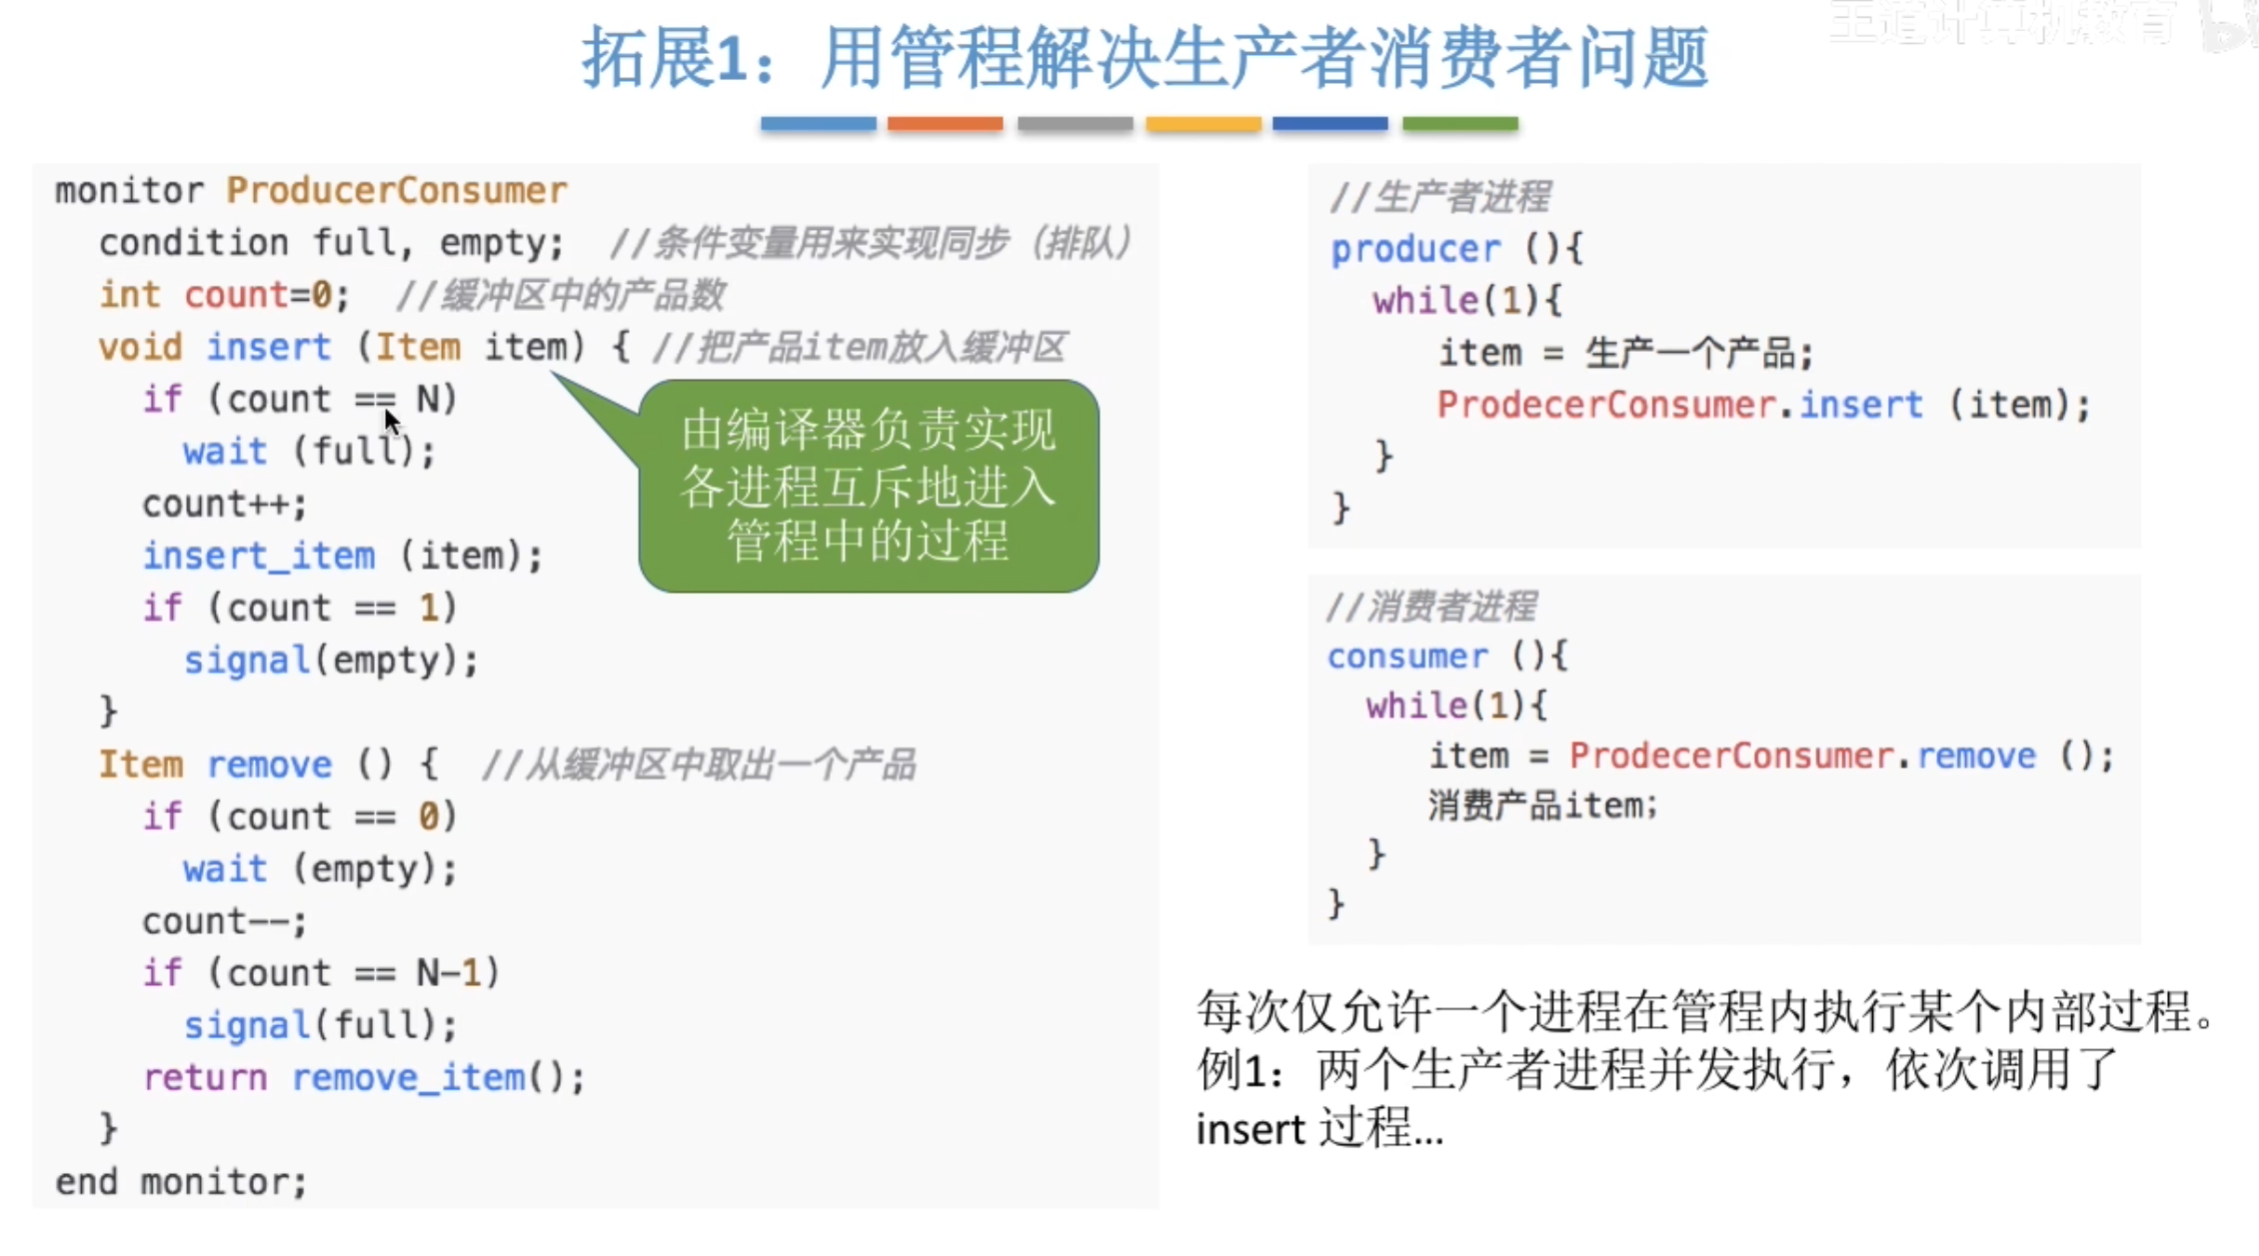 王道计算机教育
拓展1：用管程解决生产者消费者问题
monitor ProducerConsumer
condition full, empty; //条件变量用来实现同步（排队）
int count=0; //缓冲区中的产品数
void insert (Item item) { //把产品item放入缓冲区
if (count == N)
wait (full);
count++;
insert_item (item);
if (count == 1)
signal(empty);
}
Item remove () { //从缓冲区中取出一个产品
if (count == 0)
wait (empty);
count--;
if (count == N-1)
signal(full);
return remove_item();
}
end monitor;
由编译器负责实现
各进程互斥地进入
管程中的过程
//生产者进程
producer (){
while(1){
item = 生产一个产品;
ProdecerConsumer.insert (item);
}
}
//消费者进程
consumer (){
while(1){
item = ProdecerConsumer.remove ();
消费产品item;
}
}
每次仅允许一个进程在管程内执行某个内部过程。
例1：两个生产者进程并发执行，依次调用了
insert 过程...